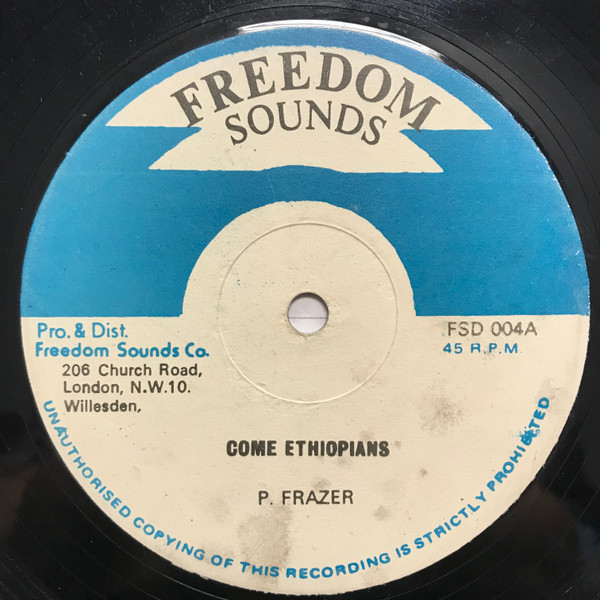 FREEDOM
SOUNDS
Pro. & Dist.
Freedom Sounds Co.
206 Church Road,
London, N.W.10.
Willesden,
FSD 004A
45 R.P.M
COME ETHIOPIANS
P. FRAZER
UNAUTHORISED COPYING OF THIS RECORDING IS STRICTLY PROHIBITED